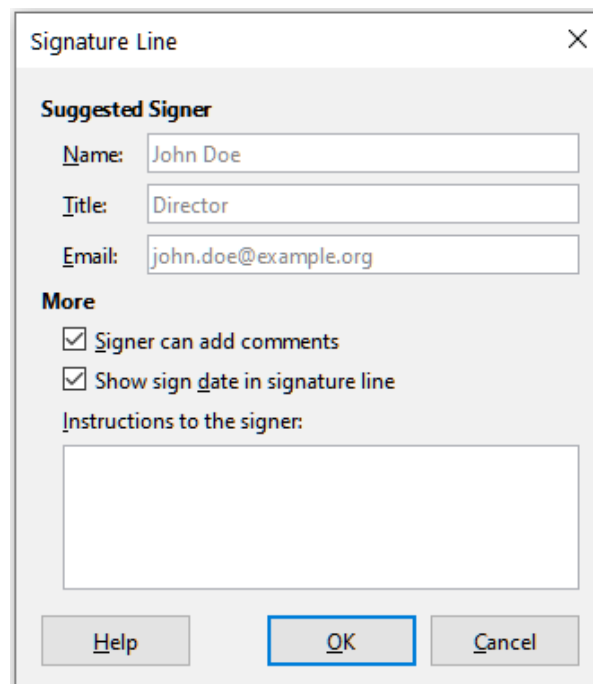 Signature Line
Suggested Signer
Name: John Doe
Title: Director
Email: john.doe@example.org
More
Signer can add comments
Show sign date in signature line
Instructions to the signer:
Help OK Cancel